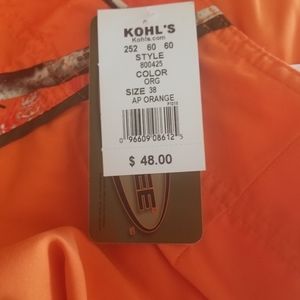 KOHL'S
Kohls.com
252 60 60
STYLE
800425
COLOR
ORG
SIZE 38
AP ORANGE
0 96609 08612 5
$ 48.00